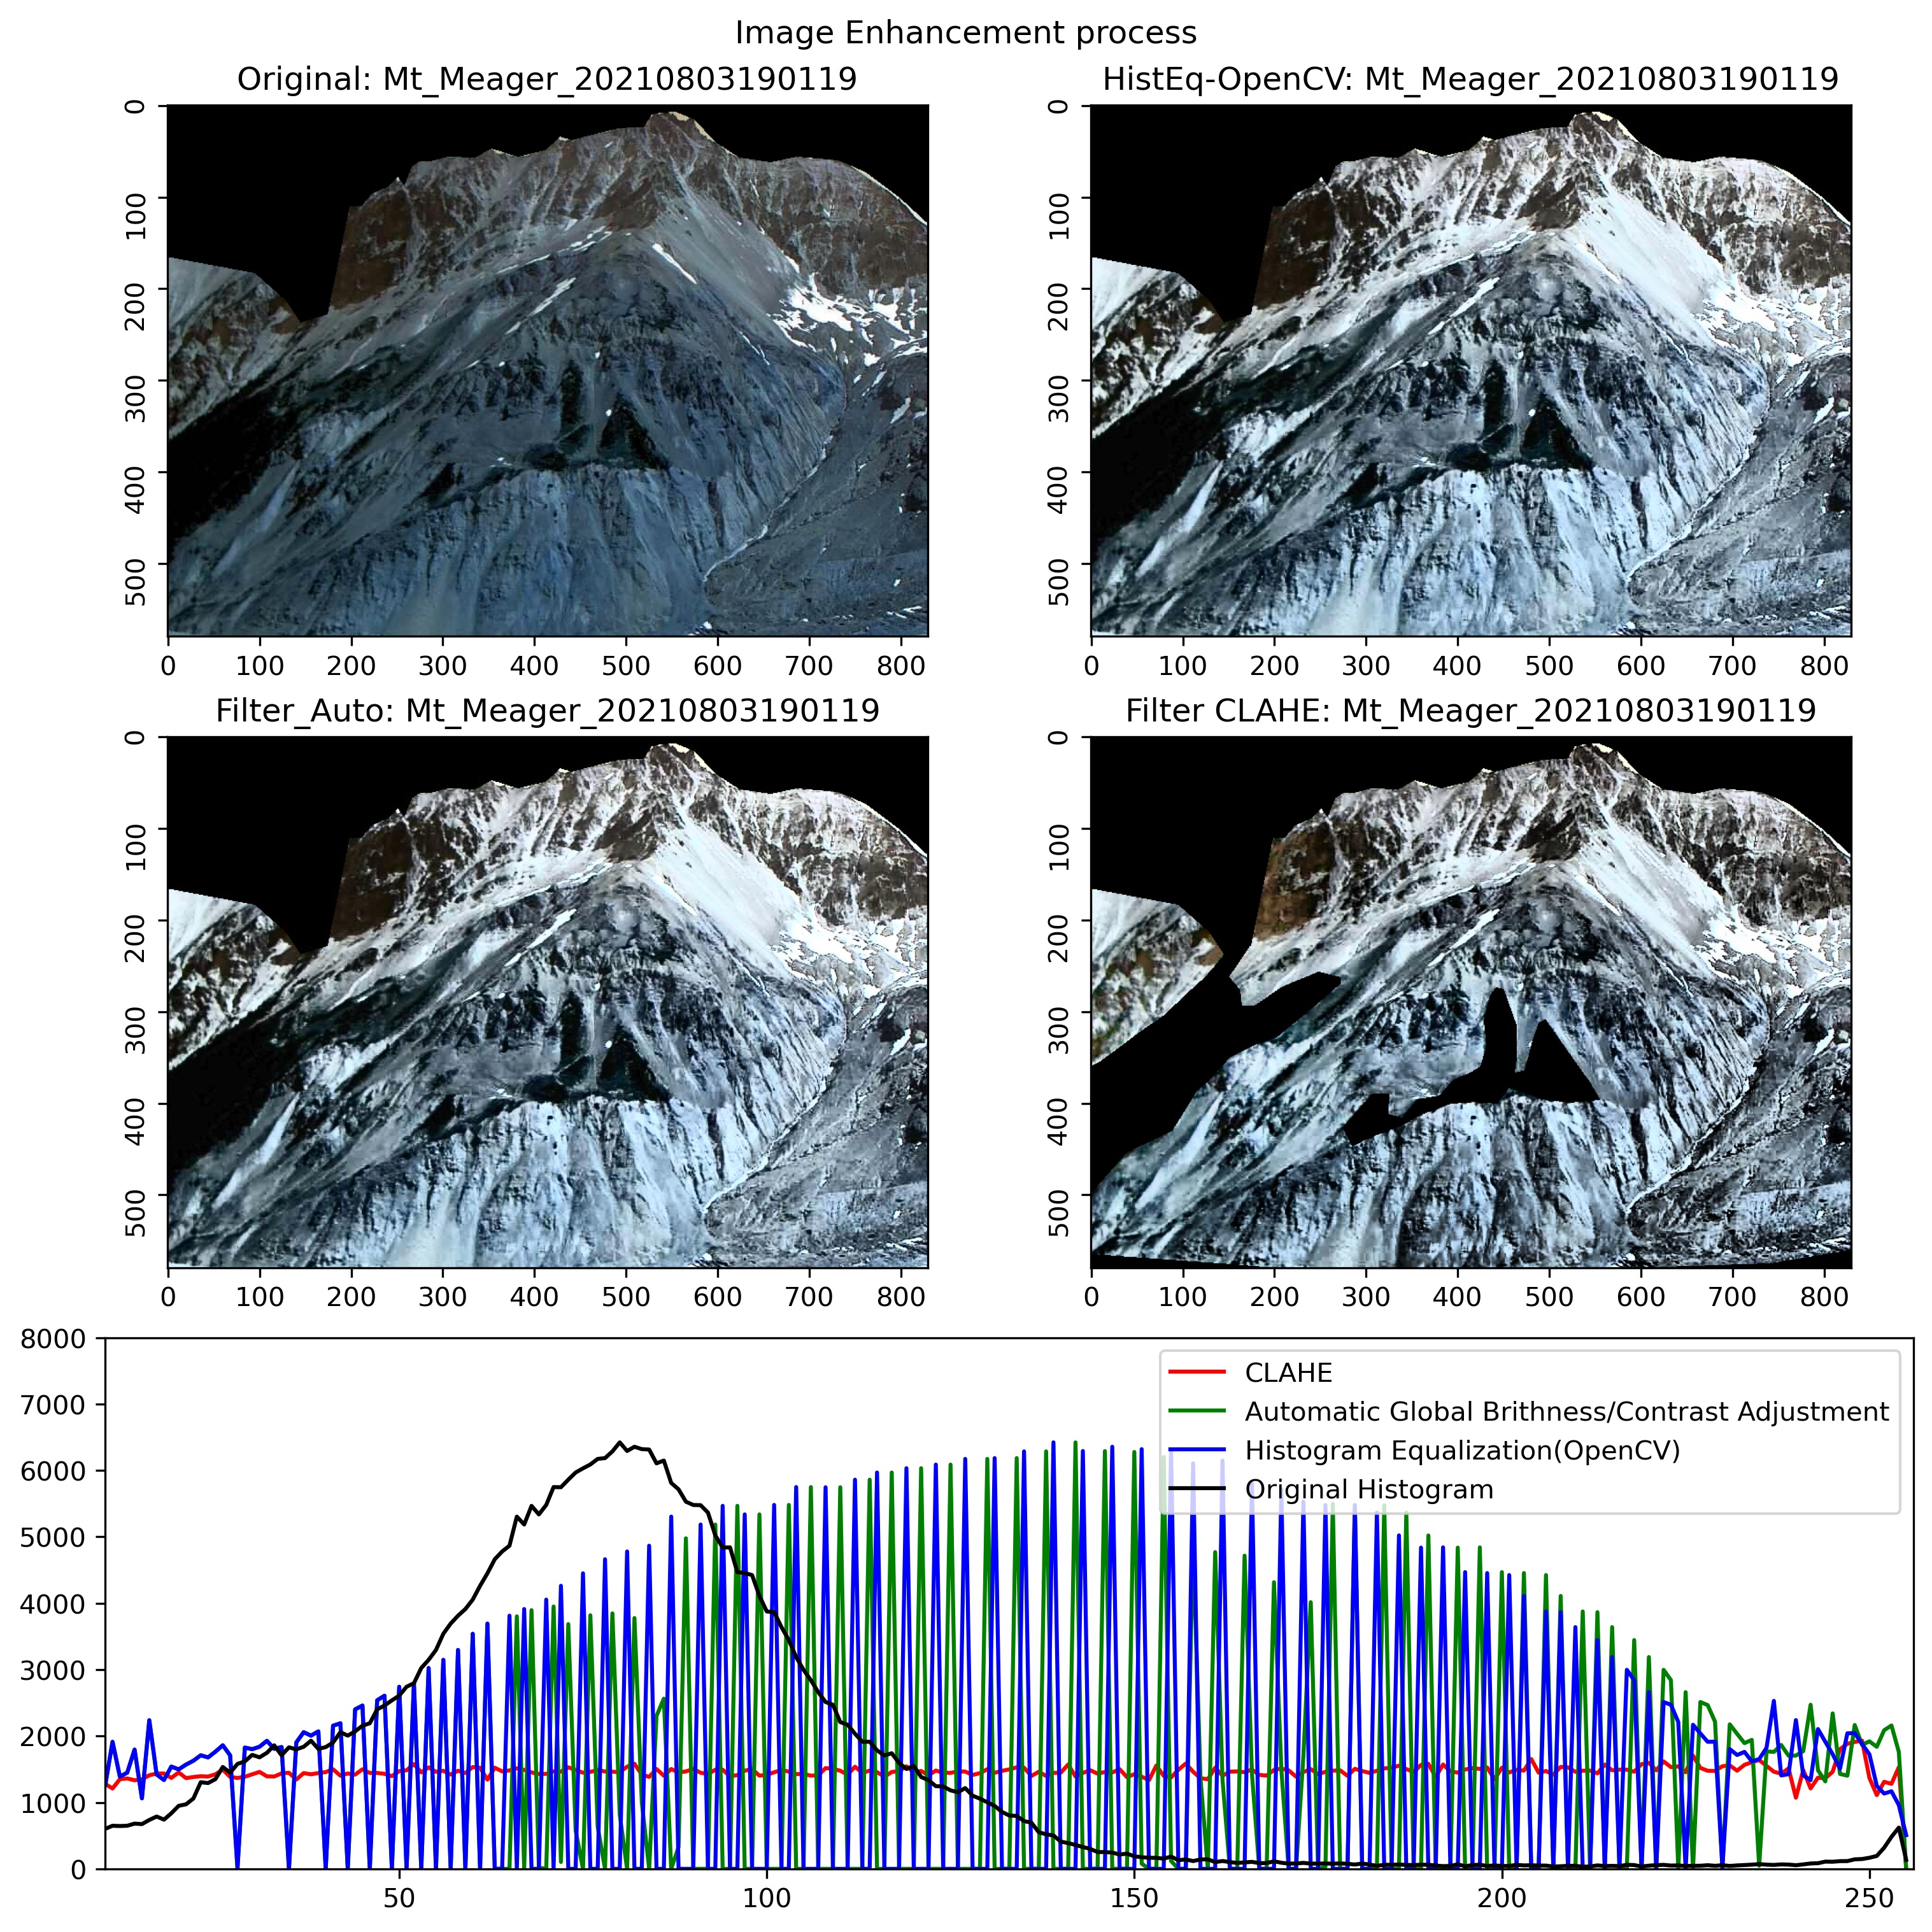 Image Enhancement process
Original: Mt_Meager_20210803190119
HistEq-OpenCV: Mt_Meager_20210803190119
0
100
200
300
400
500
0 100 200 300 400 500 600 700 800
0
100
200
300
400
500
0 100 200 300 400 500 600 700 800
Filter_Auto: Mt_Meager_20210803190119
Filter CLAHE: Mt_Meager_20210803190119
0
100
200
300
400
500
0 100 200 300 400 500 600 700 800
0
100
200
300
400
500
0 100 200 300 400 500 600 700 800
8000
7000
6000
5000
4000
3000
2000
1000
0
CLAHE
Automatic Global Brithness/Contrast Adjustment
Histogram Equalization(OpenCV)
Original Histogram
50 100 150 200 250